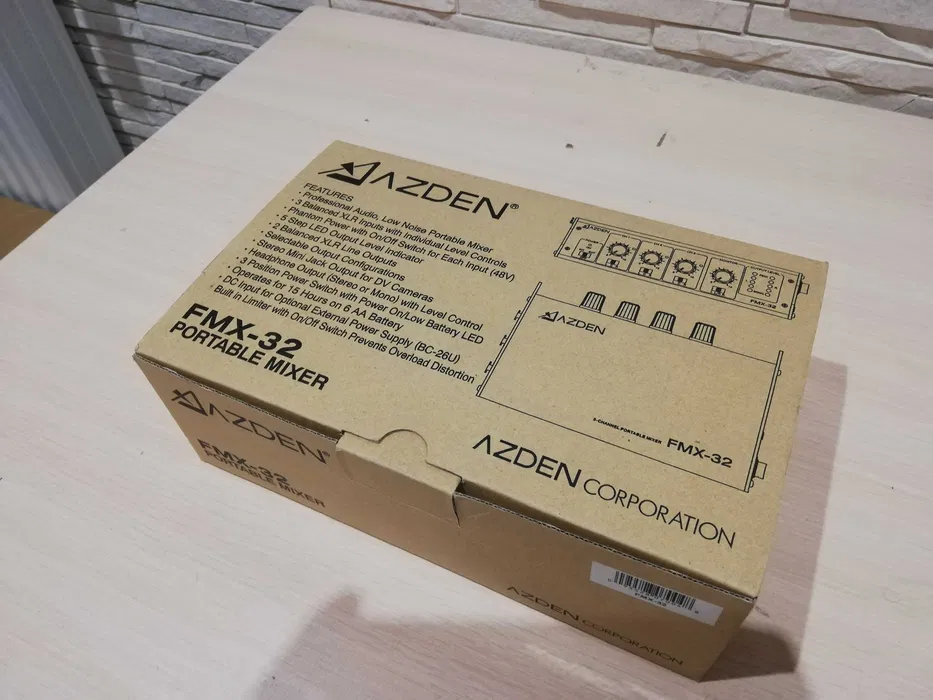 AZDEN®
FEATURES
· Professional Audio, Low Noise Portable Mixer
· 3 Balanced XLR Inputs with Individual Level Controls
· Phantom Power with On/Off Switch for Each Input (48V)
· 5 Step LED Output Level Indicator
· 2 Balanced XLR Line Outputs
· Selectable Output Configurations
· Stereo Mini Jack Output for DV Cameras
· Headphone Output (Stereo or Mono) with Level Control
· 3 Position Power Switch with Power On/Low Battery LED
· Operates for 15 Hours on 6 AA Battery
· DC Input for Optional External Power Supply (BC-26U)
· Built in Limiter with On/Off Switch Prevents Overload Distortion
FMX-32
PORTABLE MIXER
AZDEN
FMX-32
AZDEN
3-CHANNEL PORTABLE MIXER FMX-32
AZDEN CORPORATION
AZDEN®
FMX-32
PORTABLE MIXER
FMX-32
AZDEN CORPORATION